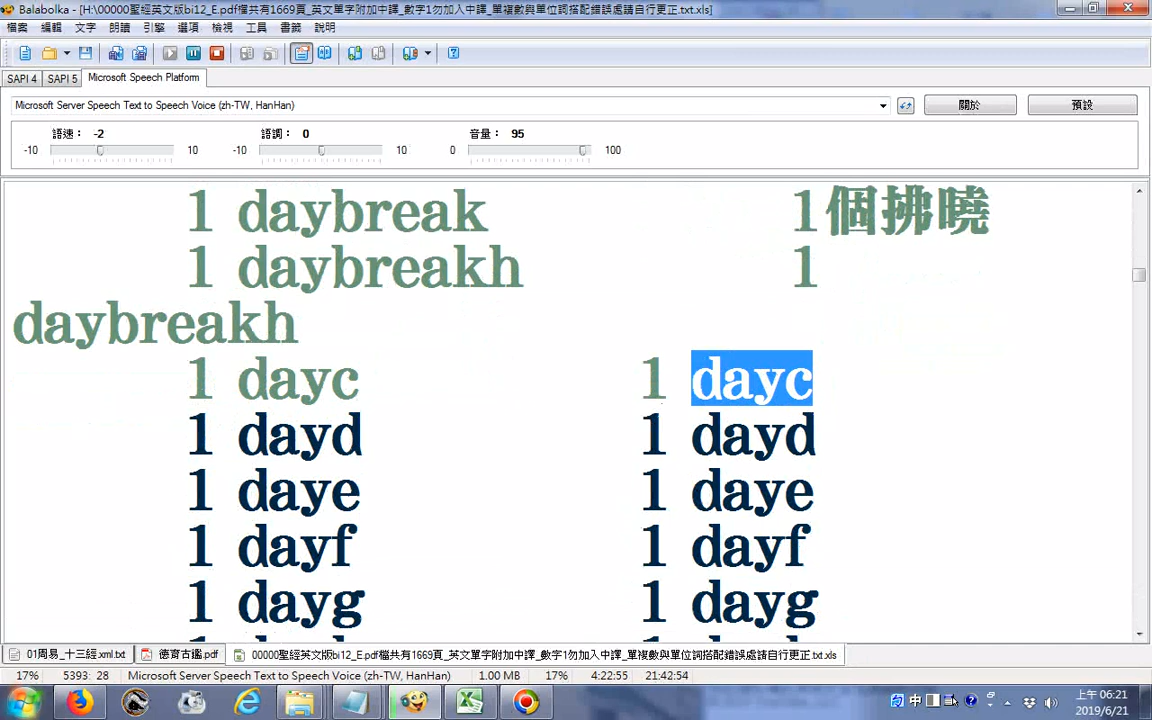 Balabolka - [H:\00000聖經英文版bi12_E.pdf檔共有1669頁_英文單字附加中譯_數字1勿加入中譯_單複數與單位詞搭配錯誤處請自行更正.txt.xls]
檔案 編輯 文字 朗讀 引擎 選項 檢視 工具 書籤 說明
SAPI 4 SAPI 5 Microsoft Speech Platform
Microsoft Server Speech Text to Speech Voice (zh-TW, HanHan) 關於 預設
語速： -2 語調： 0 音量： 95
-10 10 -10 10 0 100
1 daybreak 1個拂曉
1 daybreakh 1
daybreakh
1 dayc 1 dayc
1 dayd 1 dayd
1 daye 1 daye
1 dayf 1 dayf
1 dayg 1 dayg
01周易_十三經.xml.txt 德育古鑑.pdf 00000聖經英文版bi12_E.pdf檔共有1669頁_英文單字附加中譯_數字1勿加入中譯_單複數與單位詞搭配錯誤處請自行更正.txt.xls
17% 5393: 28 Microsoft Server Speech Text to Speech Voice (zh-TW, HanHan) 1.00 MB 17% 4:22:55 21:42:54
中 上午 06:21
2019/6/21